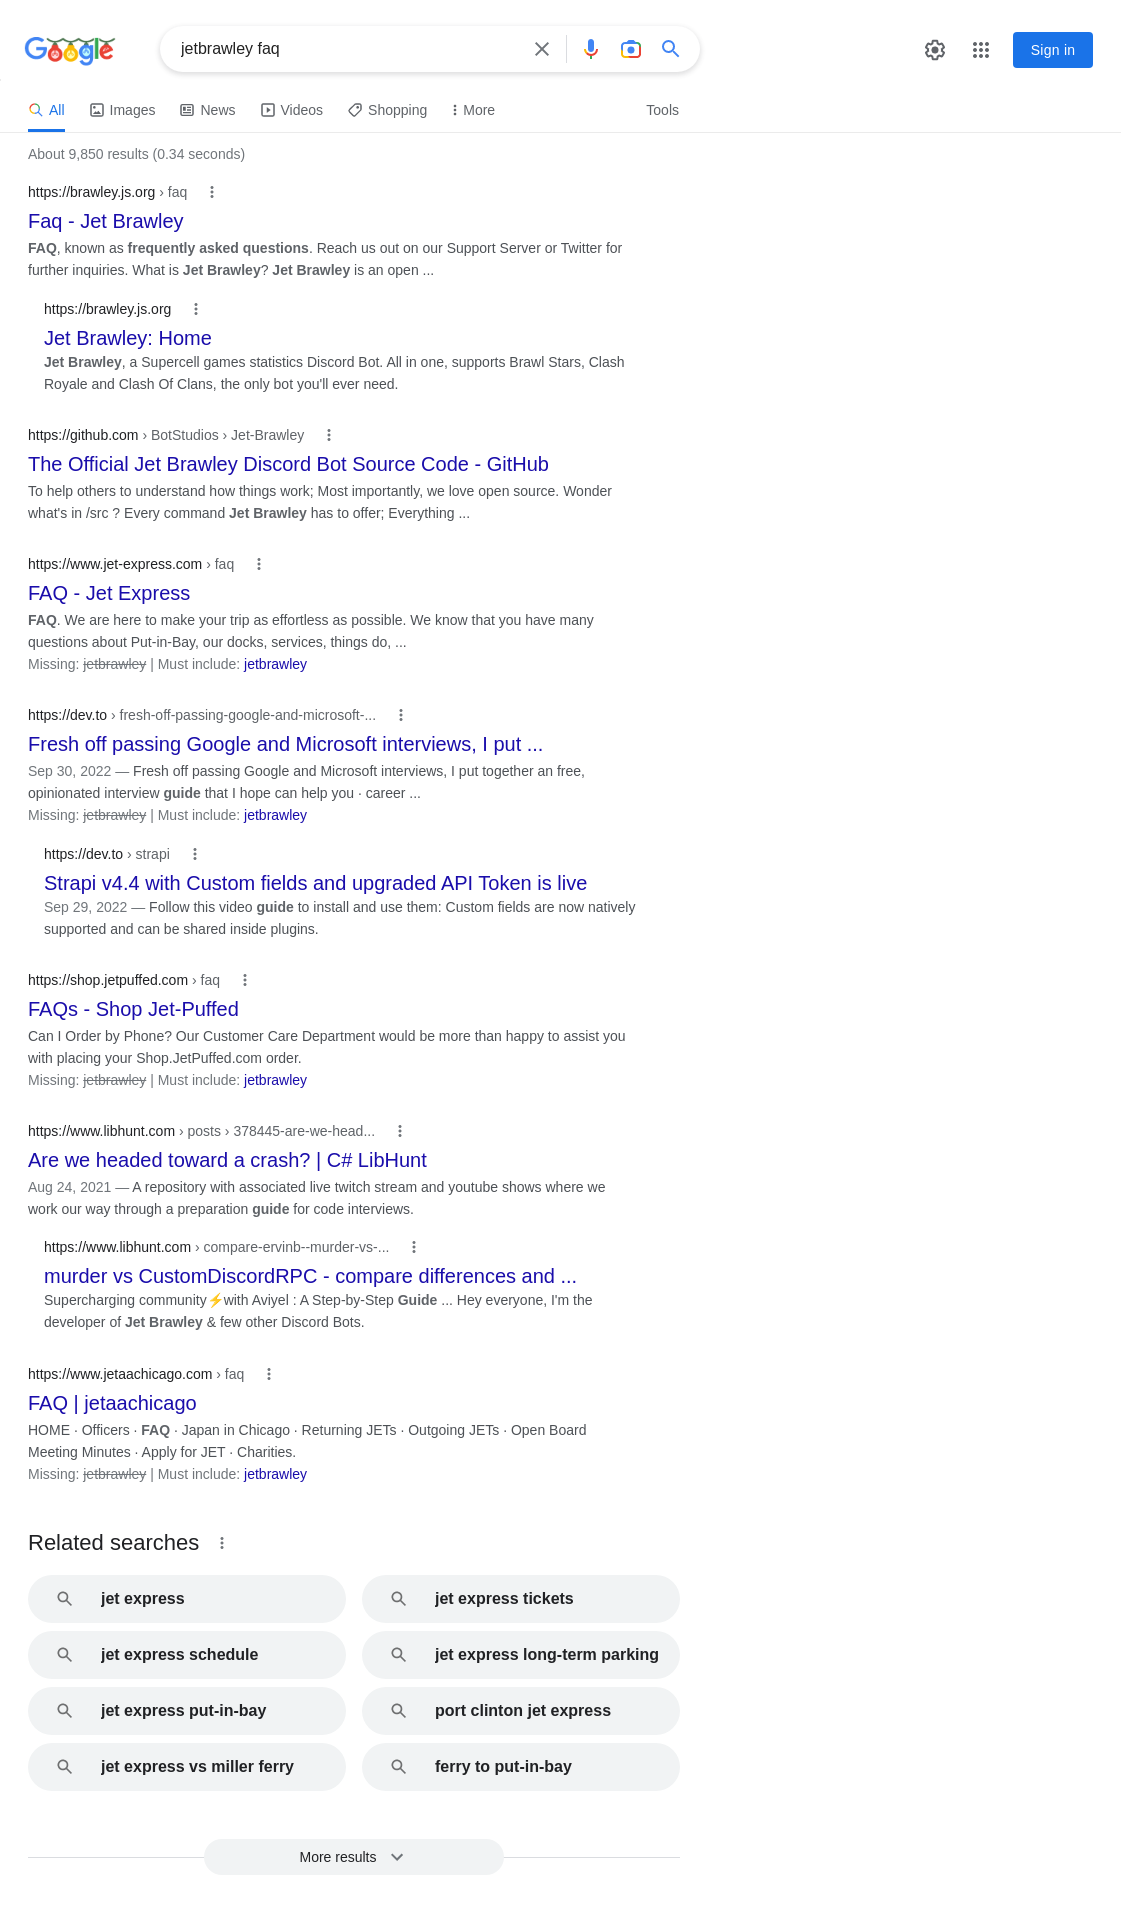 Google
jetbrawley faq
Sign in
All
Images
News
Videos
Shopping
More
Tools
About 9,850 results (0.34 seconds)
https://brawley.js.org › faq
Faq - Jet Brawley
FAQ, known as frequently asked questions. Reach us out on our Support Server or Twitter for
further inquiries. What is Jet Brawley? Jet Brawley is an open ...
https://brawley.js.org
Jet Brawley: Home
Jet Brawley, a Supercell games statistics Discord Bot. All in one, supports Brawl Stars, Clash
Royale and Clash Of Clans, the only bot you'll ever need.
https://github.com › BotStudios › Jet-Brawley
The Official Jet Brawley Discord Bot Source Code - GitHub
To help others to understand how things work; Most importantly, we love open source. Wonder
what's in /src ? Every command Jet Brawley has to offer; Everything ...
https://www.jet-express.com › faq
FAQ - Jet Express
FAQ. We are here to make your trip as effortless as possible. We know that you have many
questions about Put-in-Bay, our docks, services, things do, ...
Missing: jetbrawley | Must include: jetbrawley
https://dev.to › fresh-off-passing-google-and-microsoft-...
Fresh off passing Google and Microsoft interviews, I put ...
Sep 30, 2022 — Fresh off passing Google and Microsoft interviews, I put together an free,
opinionated interview guide that I hope can help you · career ...
Missing: jetbrawley | Must include: jetbrawley
https://dev.to › strapi
Strapi v4.4 with Custom fields and upgraded API Token is live
Sep 29, 2022 — Follow this video guide to install and use them: Custom fields are now natively
supported and can be shared inside plugins.
https://shop.jetpuffed.com › faq
FAQs - Shop Jet-Puffed
Can I Order by Phone? Our Customer Care Department would be more than happy to assist you
with placing your Shop.JetPuffed.com order.
Missing: jetbrawley | Must include: jetbrawley
https://www.libhunt.com › posts › 378445-are-we-head...
Are we headed toward a crash? | C# LibHunt
Aug 24, 2021 — A repository with associated live twitch stream and youtube shows where we
work our way through a preparation guide for code interviews.
https://www.libhunt.com › compare-ervinb--murder-vs-...
murder vs CustomDiscordRPC - compare differences and ...
Supercharging community⚡with Aviyel : A Step-by-Step Guide ... Hey everyone, I'm the
developer of Jet Brawley & few other Discord Bots.
https://www.jetaachicago.com › faq
FAQ | jetaachicago
HOME · Officers · FAQ · Japan in Chicago · Returning JETs · Outgoing JETs · Open Board
Meeting Minutes · Apply for JET · Charities.
Missing: jetbrawley | Must include: jetbrawley
Related searches
jet express
jet express tickets
jet express schedule
jet express long-term parking
jet express put-in-bay
port clinton jet express
jet express vs miller ferry
ferry to put-in-bay
More results